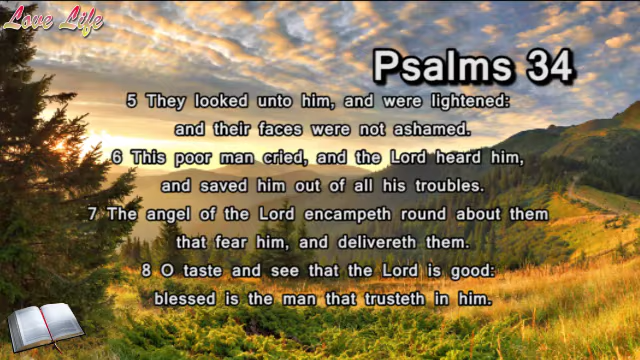 Love Life
Psalms 34
5 They looked unto him, and were lightened:
and their faces were not ashamed.
6 This poor man cried, and the Lord heard him,
and saved him out of all his troubles.
7 The angel of the Lord encampeth round about them
that fear him, and delivereth them.
8 O taste and see that the Lord is good:
blessed is the man that trusteth in him.